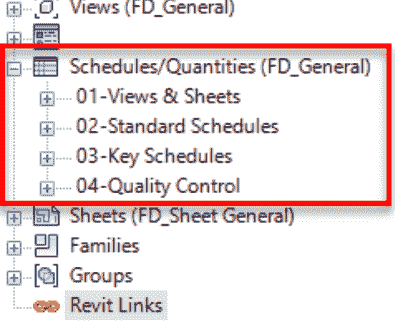 Views (FD_General)
Schedules/Quantities (FD_General)
01-Views & Sheets
02-Standard Schedules
03-Key Schedules
04-Quality Control
Sheets (FD_Sheet General)
Families
Groups
Revit Links